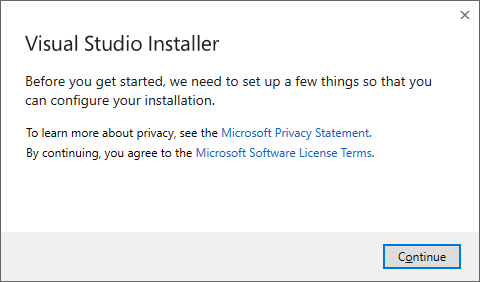 Visual Studio Installer
Before you get started, we need to set up a few things so that you
can configure your installation.
To learn more about privacy, see the Microsoft Privacy Statement.
By continuing, you agree to the Microsoft Software License Terms.
Continue